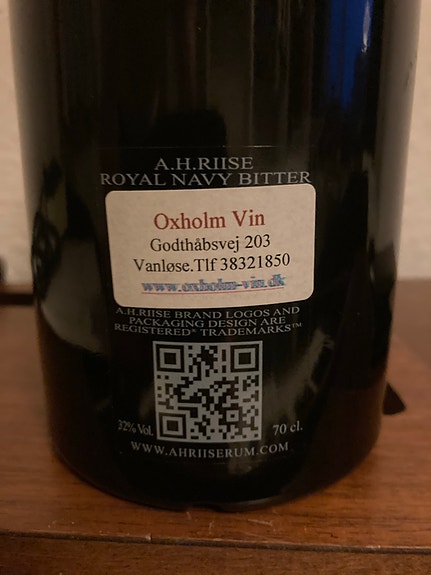 A.H.RIISE
ROYAL NAVY BITTER
Oxholm Vin
Godthåbsvej 203
Vanløse.Tlf 38321850
www.oxholm-vin.dk
A.H.RIISE BRAND LOGOS AND
PACKAGING DESIGN ARE
REGISTERED® TRADEMARKS™
32% Vol. 70 cl.
WWW.AHRIISERUM.COM